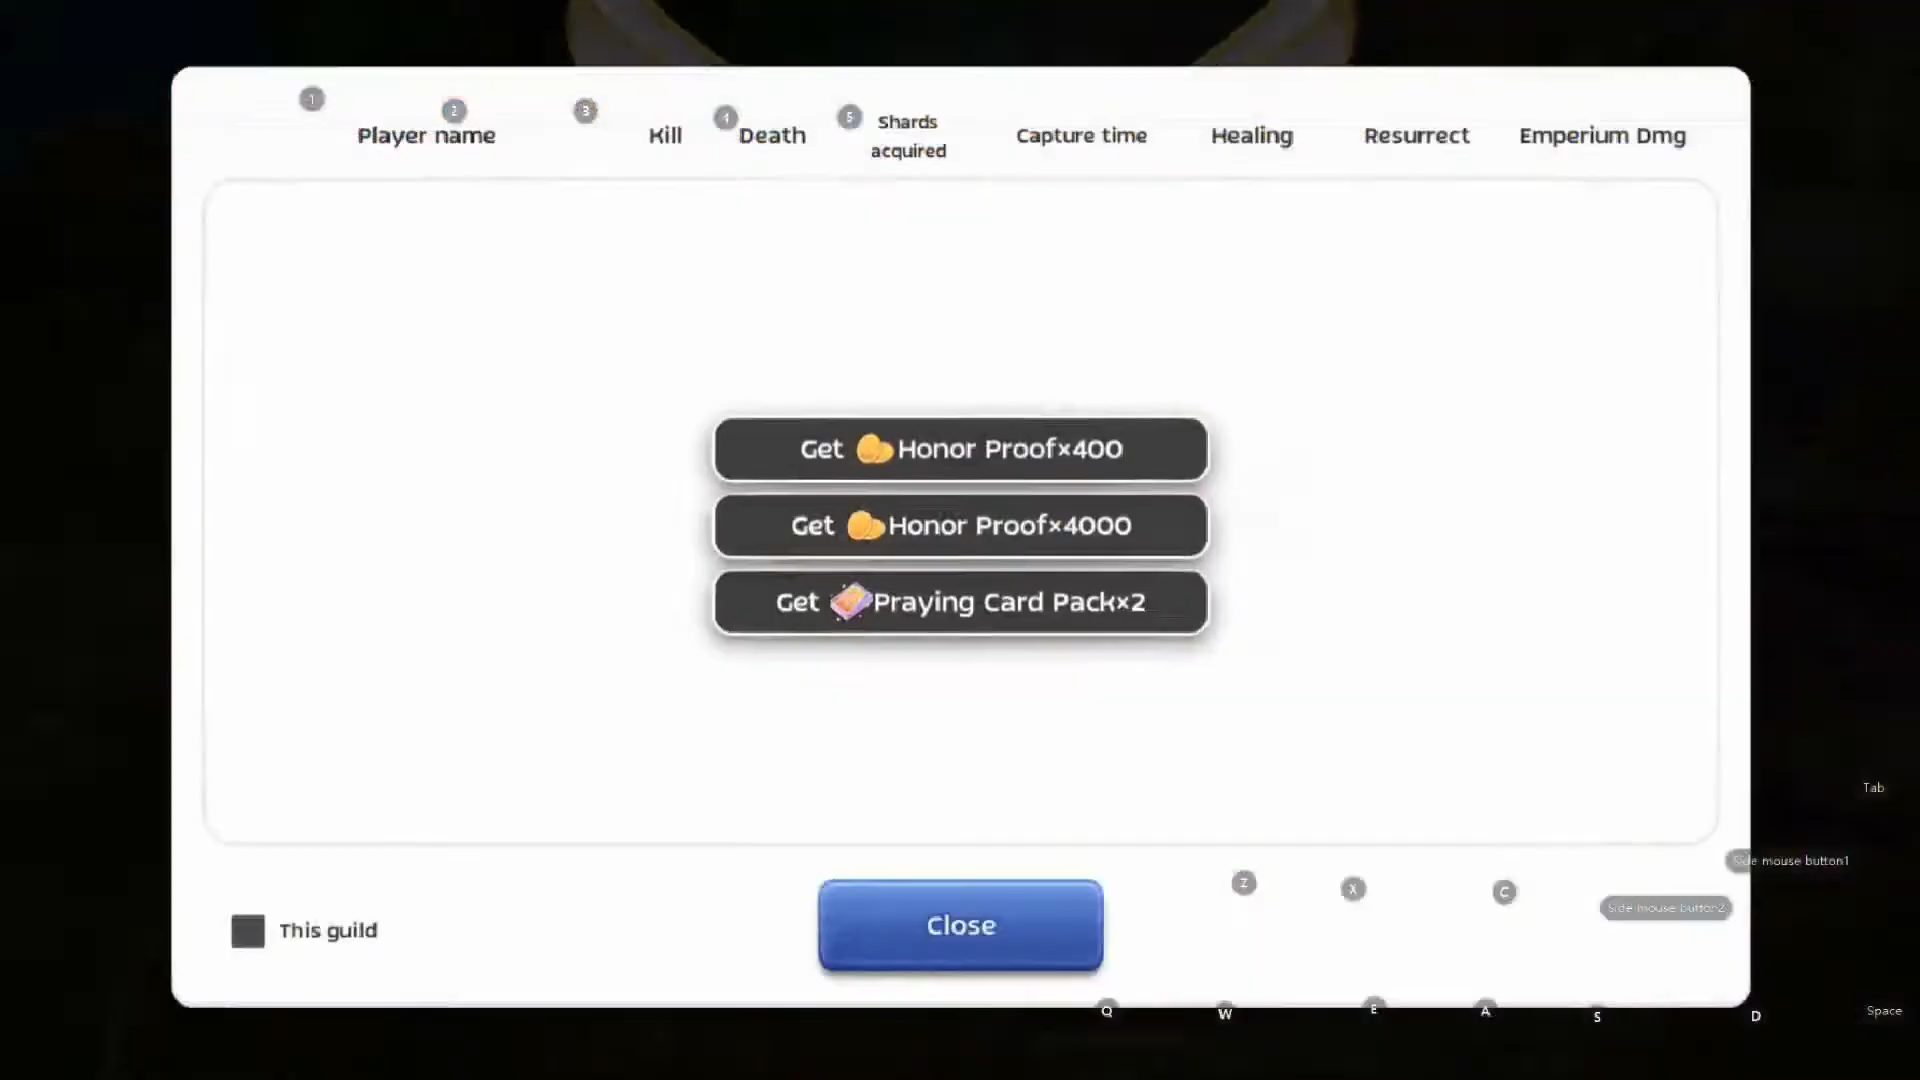 1
2
3
4
5
Player name
Kill
Death
Shards
acquired
Capture time
Healing
Resurrect
Emperium Dmg
Get Honor Proof×400
Get Honor Proof×4000
Get Praying Card Pack×2
Tab
Side mouse button1
Z
X
C
Side mouse button2
This guild
Close
Q
W
E
A
S
D
Space